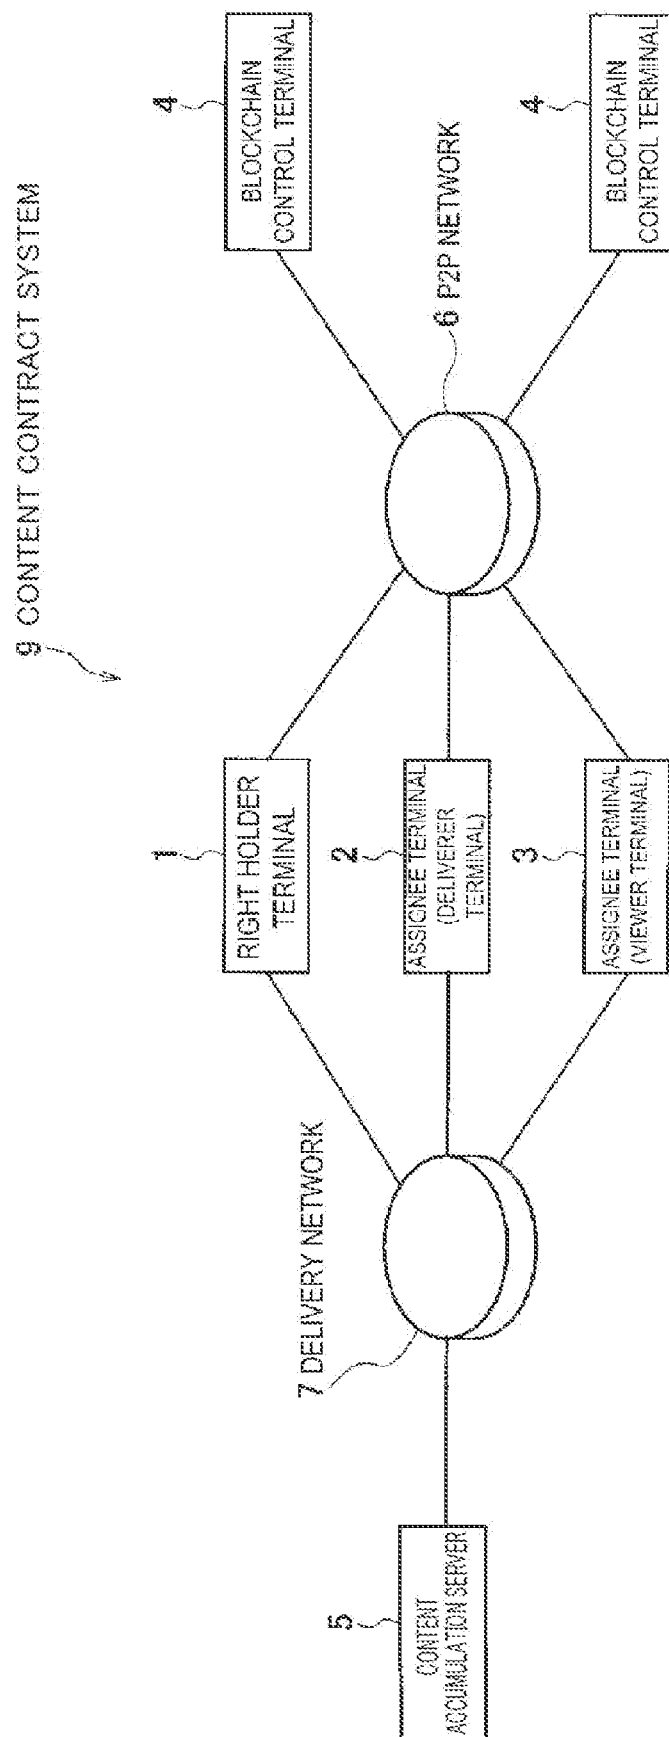 9 CONTENT CONTRACT SYSTEM
5
CONTENT
ACCUMULATION SERVER
7 DELIVERY NETWORK
1
RIGHT HOLDER
TERMINAL
2
ASSIGNEE TERMINAL
(DELIVERER
TERMINAL)
3
ASSIGNEE TERMINAL
(VIEWER TERMINAL)
6 P2P NETWORK
4
BLOCKCHAIN
CONTROL TERMINAL
4
BLOCKCHAIN
CONTROL TERMINAL